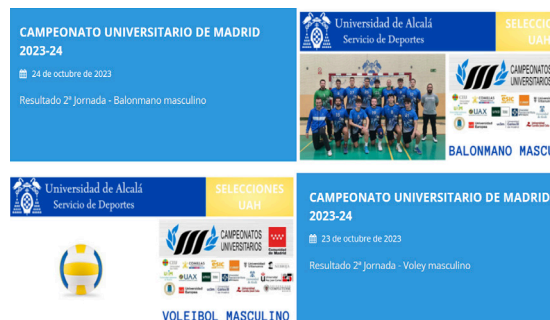 CAMPEONATO UNIVERSITARIO DE MADRID
2023-24
24 de octubre de 2023
Resultado 2ª Jornada - Balonmano masculino
Universidad de Alcalá
Servicio de Deportes
SELECCIO
UAH
CAMPEONATOS
UNIVERSITARIOS
BALONMANO MASCU
Universidad de Alcalá
Servicio de Deportes
SELECCIONES
UAH
CAMPEONATOS
UNIVERSITARIOS
VOLEIBOL MASCULINO
CAMPEONATO UNIVERSITARIO DE MADRID
2023-24
23 de octubre de 2023
Resultado 2ª Jornada - Voley masculino